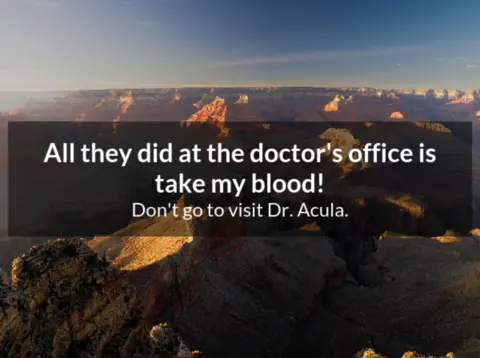 All they did at the doctor's office is
take my blood!
Don't go to visit Dr. Acula.